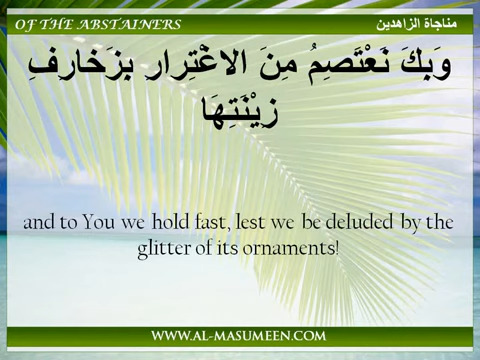 OF THE ABSTAINERS
مناجاة الزاهدين
وَبِكَ نَعْتَصِمُ مِنَ الاغْتِرارِ بِزَخارِفِ
زِيْنَتِهَا
and to You we hold fast, lest we be deluded by the
glitter of its ornaments!
WWW.AL-MASUMEEN.COM